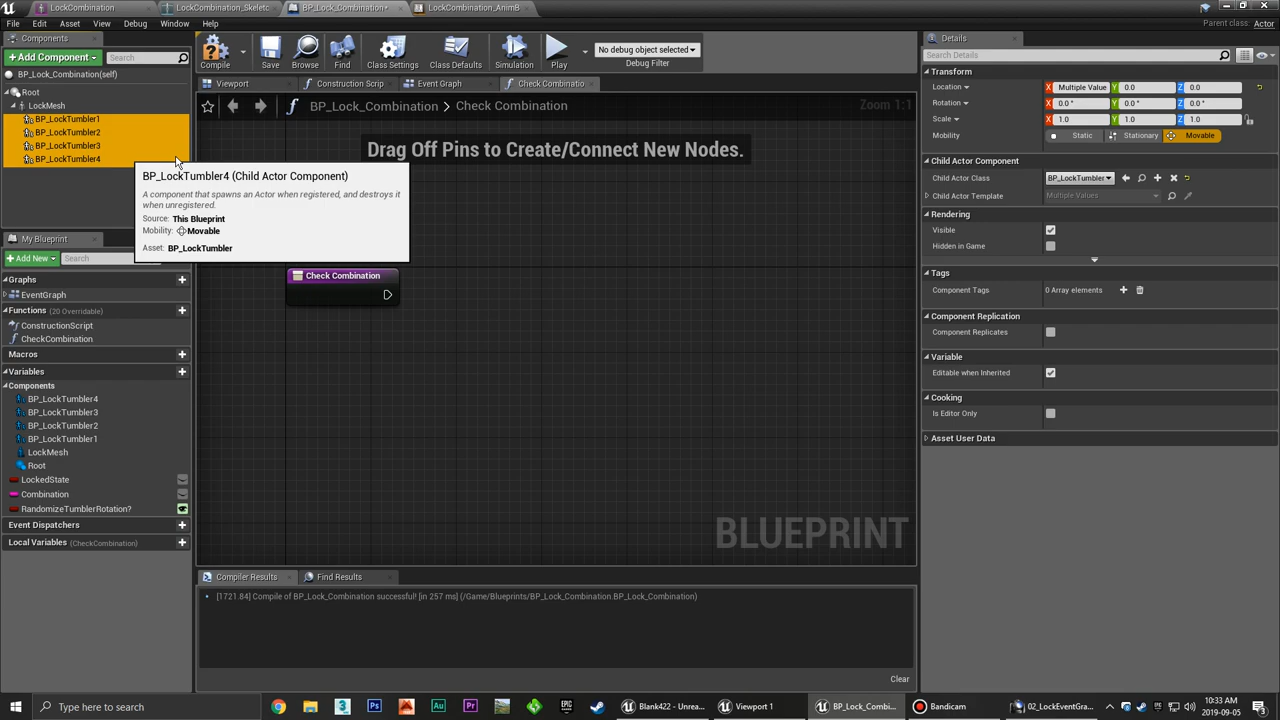 LockCombination
LockCombination_Skeletc
BP_Lock_Combination*
LockCombination_AnimB
File Edit Asset View Debug Window Help
Parent class: Actor
Components
+ Add Component
Search
BP_Lock_Combination(self)
Root
LockMesh
BP_LockTumbler1
BP_LockTumbler2
BP_LockTumbler3
BP_LockTumbler4
Compile
Save
Browse
Find
Class Settings
Class Defaults
Simulation
Play
No debug object selected
Debug Filter
Viewport
Construction Scrip
Event Graph
Check Combinatio
BP_Lock_Combination > Check Combination
Zoom 1:1
Drag Off Pins to Create/Connect New Nodes.
BP_LockTumbler4 (Child Actor Component)
A component that spawns an Actor when registered, and destroys it
when unregistered.
Source: This Blueprint
Mobility: Movable
Asset: BP_LockTumbler
Check Combination
BLUEPRINT
My Blueprint
+ Add New
Search
Graphs
EventGraph
Functions (20 Overridable)
ConstructionScript
CheckCombination
Macros
Variables
Components
BP_LockTumbler4
BP_LockTumbler3
BP_LockTumbler2
BP_LockTumbler1
LockMesh
Root
LockedState
Combination
RandomizeTumblerRotation?
Event Dispatchers
Local Variables (CheckCombination)
Compiler Results
Find Results
[1721.84] Compile of BP_Lock_Combination successful! [in 257 ms] (/Game/Blueprints/BP_Lock_Combination.BP_Lock_Combination)
Clear
Details
Search Details
Transform
Location X Multiple Value Y 0.0 Z 0.0
Rotation X 0.0 ° Y 0.0 ° Z 0.0 °
Scale X 1.0 Y 1.0 Z 1.0
Mobility Static Stationary Movable
Child Actor Component
Child Actor Class BP_LockTumbler
Child Actor Template Multiple Values
Rendering
Visible
Hidden in Game
Tags
Component Tags 0 Array elements
Component Replication
Component Replicates
Variable
Editable when Inherited
Cooking
Is Editor Only
Asset User Data
Type here to search
Blank422 - Unrea...
Viewport 1
BP_Lock_Combi...
Bandicam
02_LockEventGra...
10:33 AM
2019-09-05